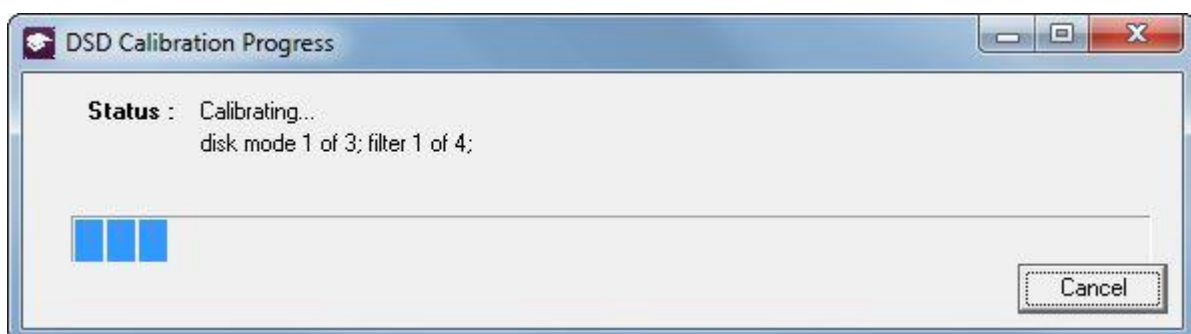 DSD Calibration Progress
Status : Calibrating...
disk mode 1 of 3; filter 1 of 4;
Cancel